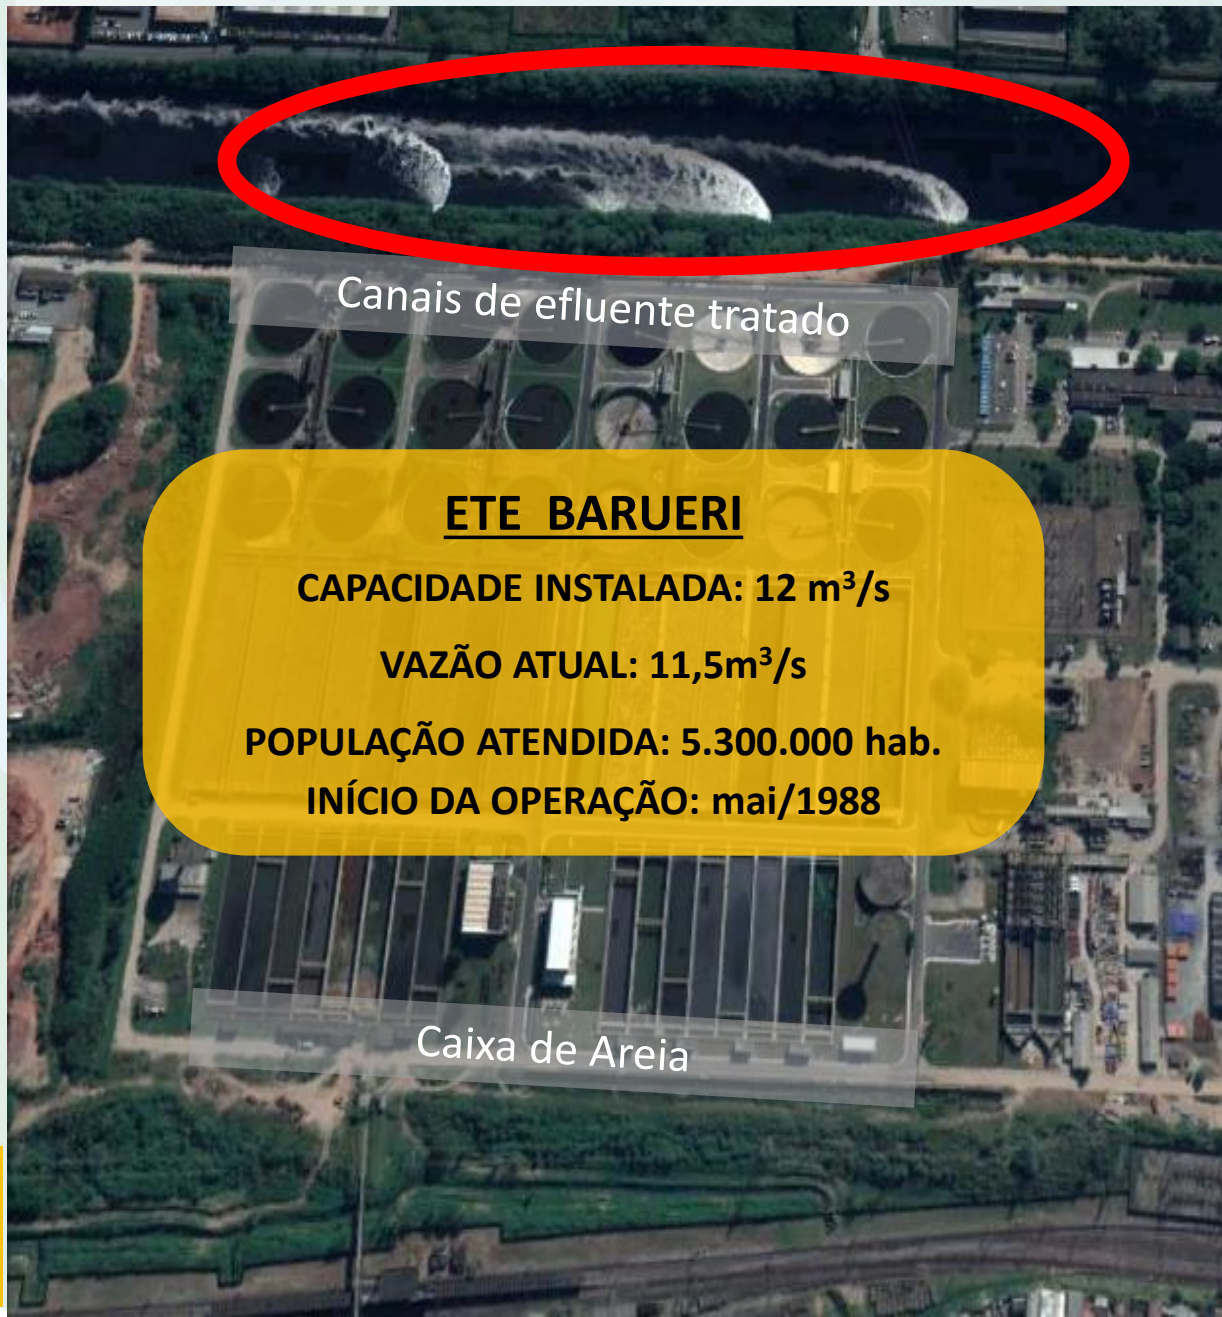 Canais de efluente tratado
ETE BARUERI
CAPACIDADE INSTALADA: 12 m³/s
VAZÃO ATUAL: 11,5m³/s
POPULAÇÃO ATENDIDA: 5.300.000 hab.
INÍCIO DA OPERAÇÃO: mai/1988
Caixa de Areia